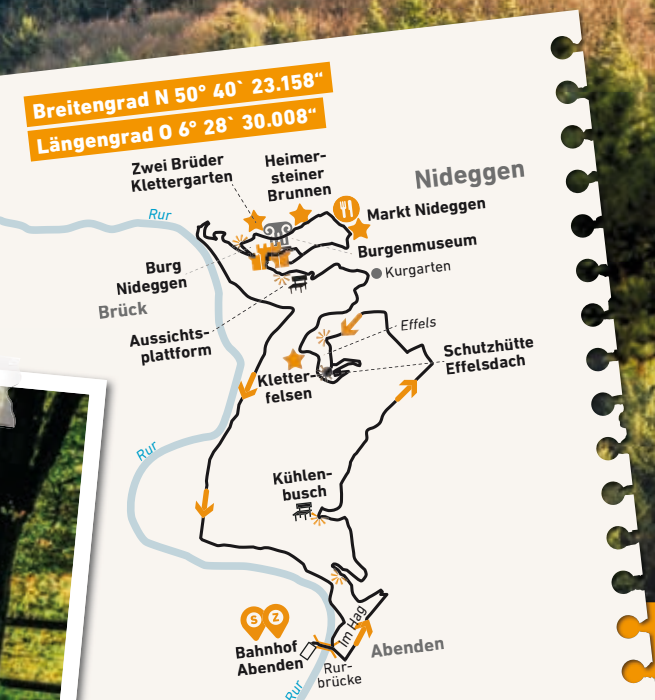 Breitengrad N 50° 40` 23.158“
Längengrad O 6° 28` 30.008“
Zwei Brüder
Klettergarten
Heimer-
steiner
Brunnen
Nideggen
Rur
Markt Nideggen
Burgenmuseum
Kurgarten
Burg
Nideggen
Brück
Aussichts-
plattform
Effels
Schutzhütte
Effelsdach
Kletter-
felsen
Rur
Kühlen-
busch
S
Z
Im Hag
Bahnhof
Abenden
Abenden
Rur-
brücke
Rur